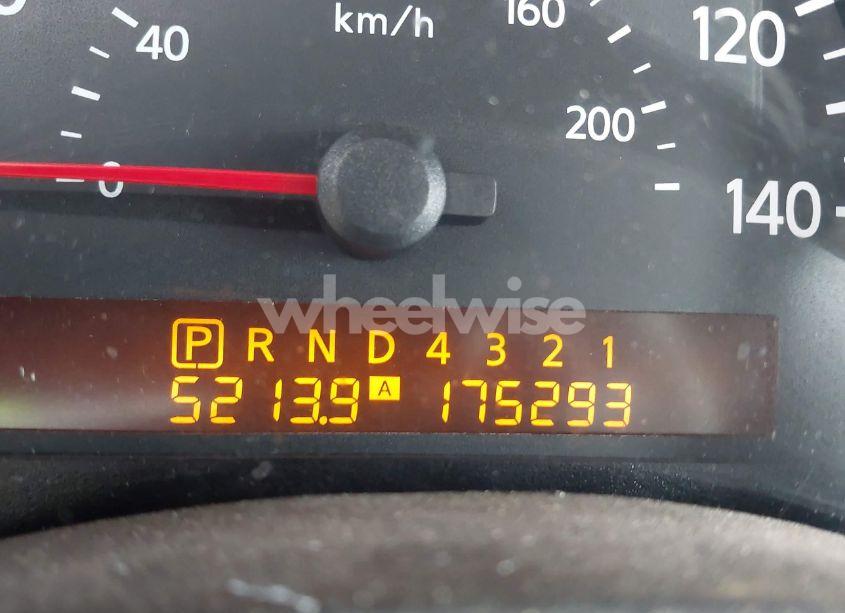 km/h 160 120
40
200
0 140
wheelwise
P R N D 4 3 2 1
5213.9 A 175293